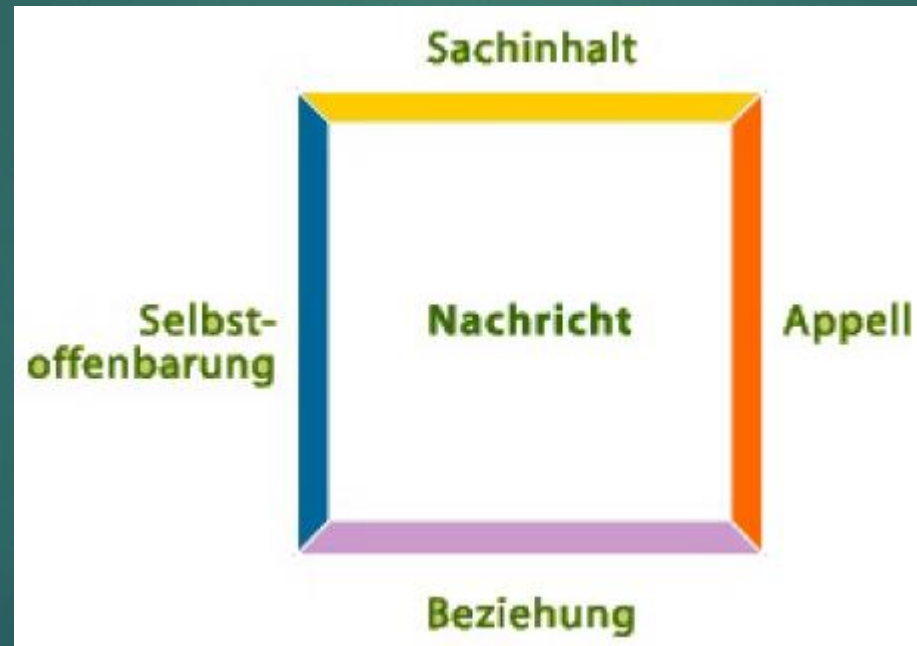 Sachinhalt
Selbst-
offenbarung
Nachricht
Appell
Beziehung